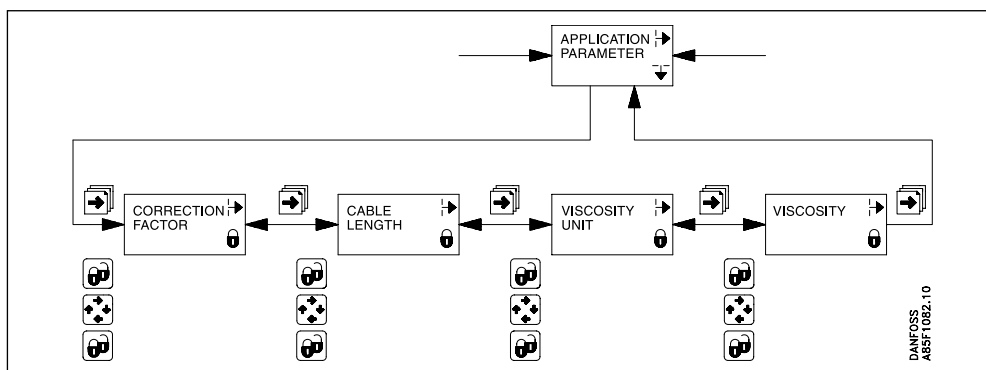 APPLICATION
PARAMETER
CORRECTION
FACTOR
CABLE
LENGTH
VISCOSITY
UNIT
VISCOSITY
DANFOSS
A85F1082.10